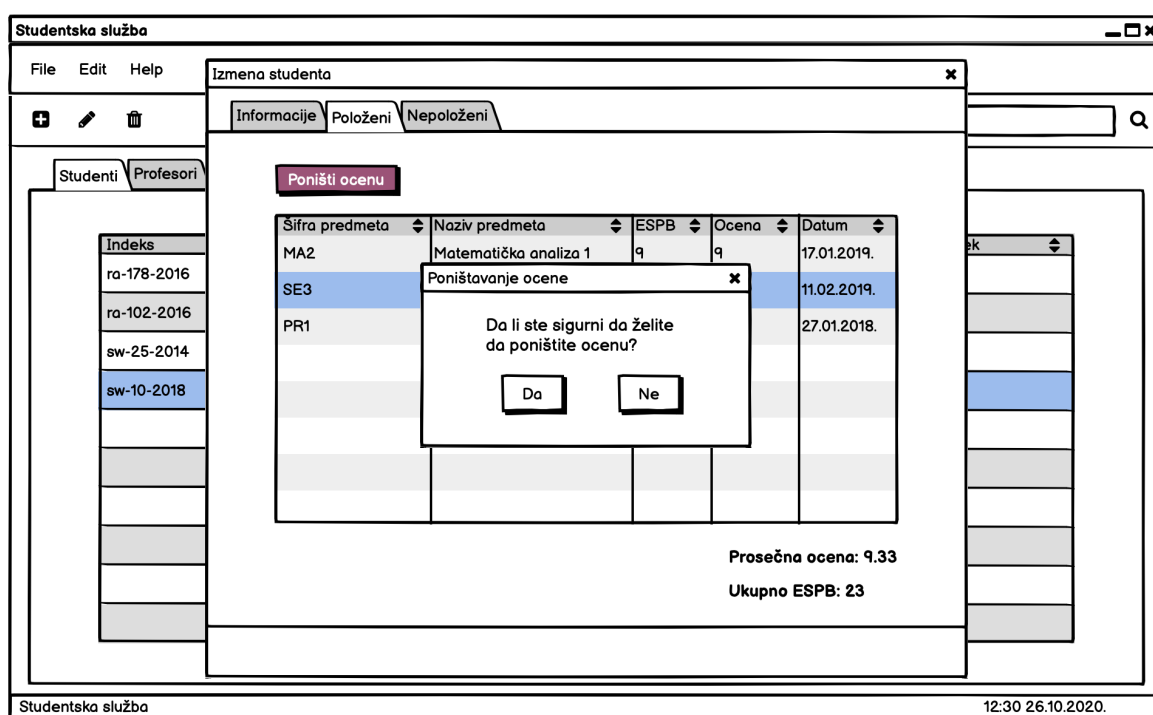 Studentska služba
File Edit Help
Izmena studenta
Informacije Položeni Nepoloženi
Studenti Profesori
Poništi ocenu
Šifra predmeta Naziv predmeta ESPB Ocena Datum
MA2 Matematička analiza 1 9 9 17.01.2019.
SE3 11.02.2019.
PR1 27.01.2018.
Poništavanje ocene
Da li ste sigurni da želite
da poništite ocenu?
Da Ne
Prosečna ocena: 9.33
Ukupno ESPB: 23
Indeks
ra-178-2016
ra-102-2016
sw-25-2014
sw-10-2018
Studentska služba 12:30 26.10.2020.